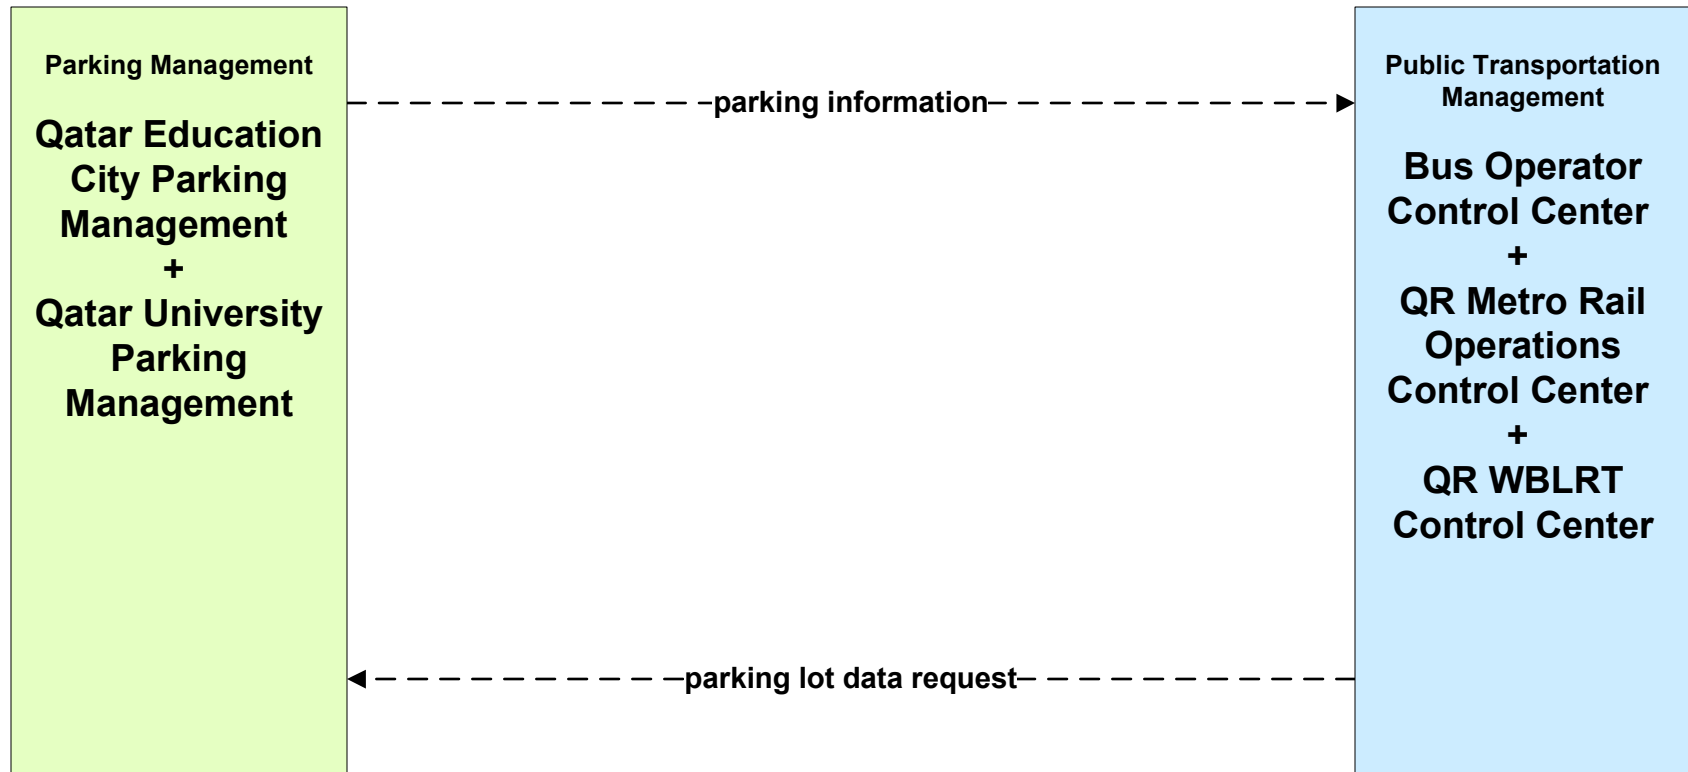 Parking Management
Qatar Education
City Parking
Management
+
Qatar University
Parking
Management
parking information
parking lot data request
Public Transportation
Management
Bus Operator
Control Center
+
QR Metro Rail
Operations
Control Center
+
QR WBLRT
Control Center